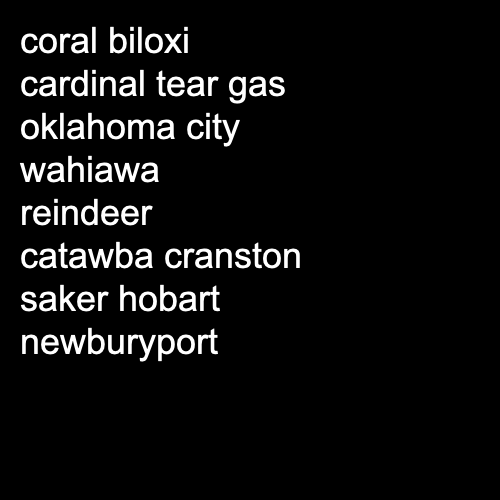 coral biloxi
cardinal tear gas
oklahoma city
wahiawa
reindeer
catawba cranston
saker hobart
newburyport